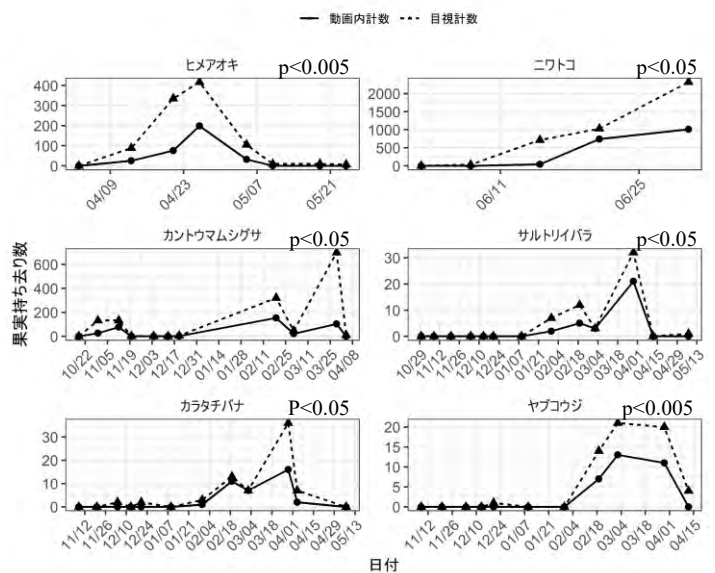 動画内計数 目視計数
ヒメアオキ p<0.005
400
300
200
100
0
04/09 04/23 05/07 05/21
ニワトコ p<0.05
2000
1500
1000
500
0
06/11 06/25
カントウマムシグサ p<0.05
600
400
200
0
10/22 11/05 11/19 12/03 12/17 12/31 01/14 01/28 02/11 02/25 03/11 03/25 04/08
サルトリイバラ p<0.05
30
20
10
0
10/29 11/12 11/26 12/10 12/24 01/07 01/21 02/04 02/18 03/04 03/18 04/01 04/15 04/29 05/13
カラタチバナ P<0.05
30
20
10
0
11/12 11/26 12/10 12/24 01/07 01/21 02/04 02/18 03/04 03/18 04/01 04/15 04/29 05/13
ヤブコウジ p<0.005
20
15
10
5
0
11/12 11/26 12/10 12/24 01/07 01/21 02/04 02/18 03/04 03/18 04/01 04/15
果実持ち去り数
日付